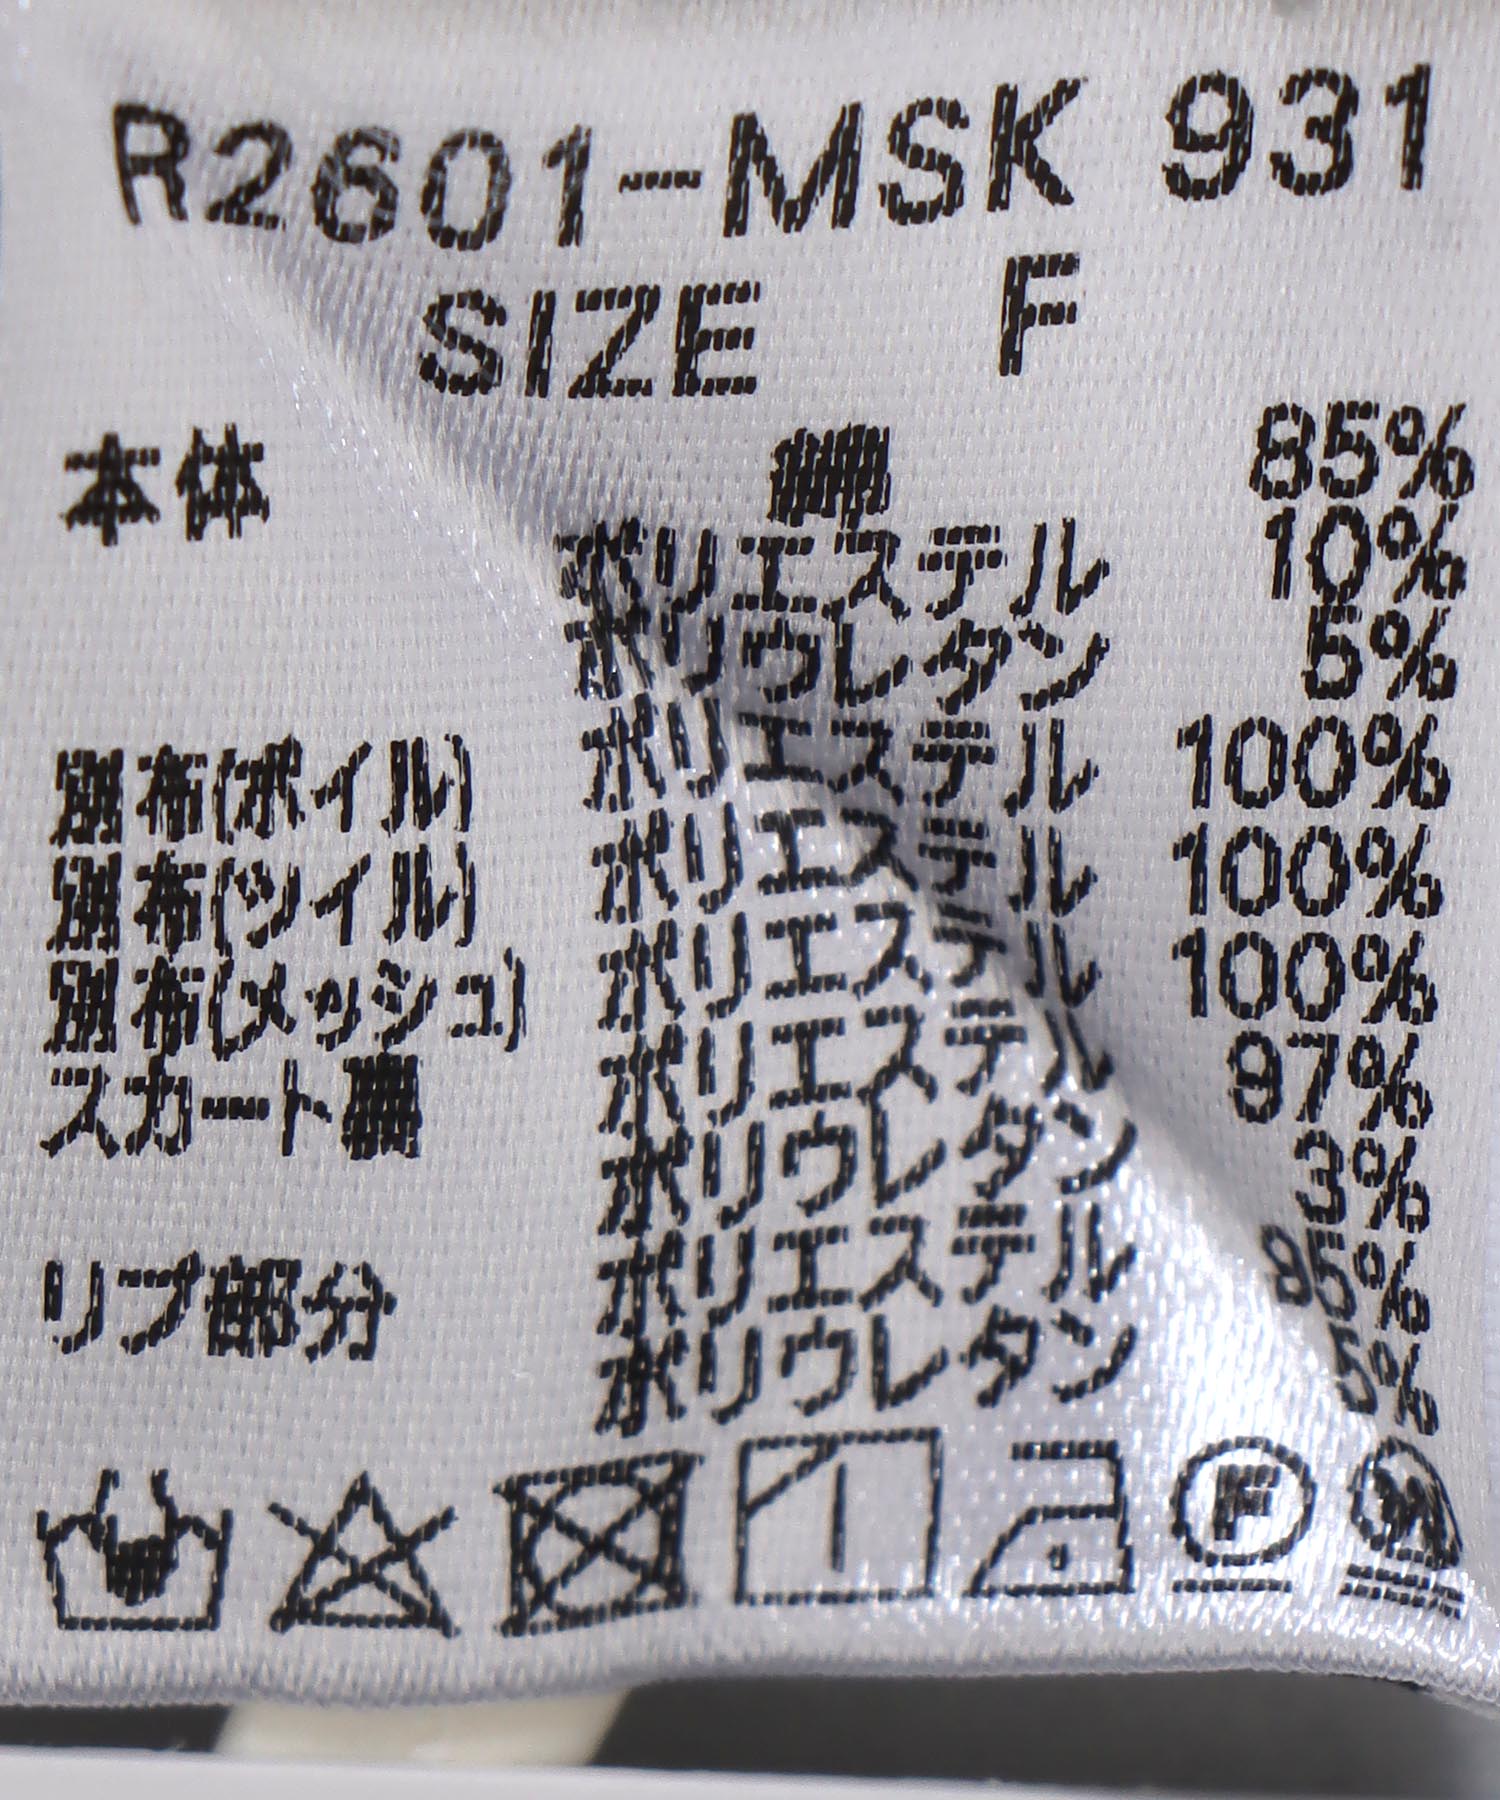 R2601-MSK 931
SIZE F
本体 綿 85%
ポリエステル 10%
ポリウレタン 5%
別布(ボイル) ポリエステル 100%
別布(ツイル) ポリエステル 100%
別布(メッシュ) ポリエステル 100%
スカート裏 ポリエステル 97%
ポリウレタン 3%
リブ部分 ポリエステル 95%
ポリウレタン 5%
F W